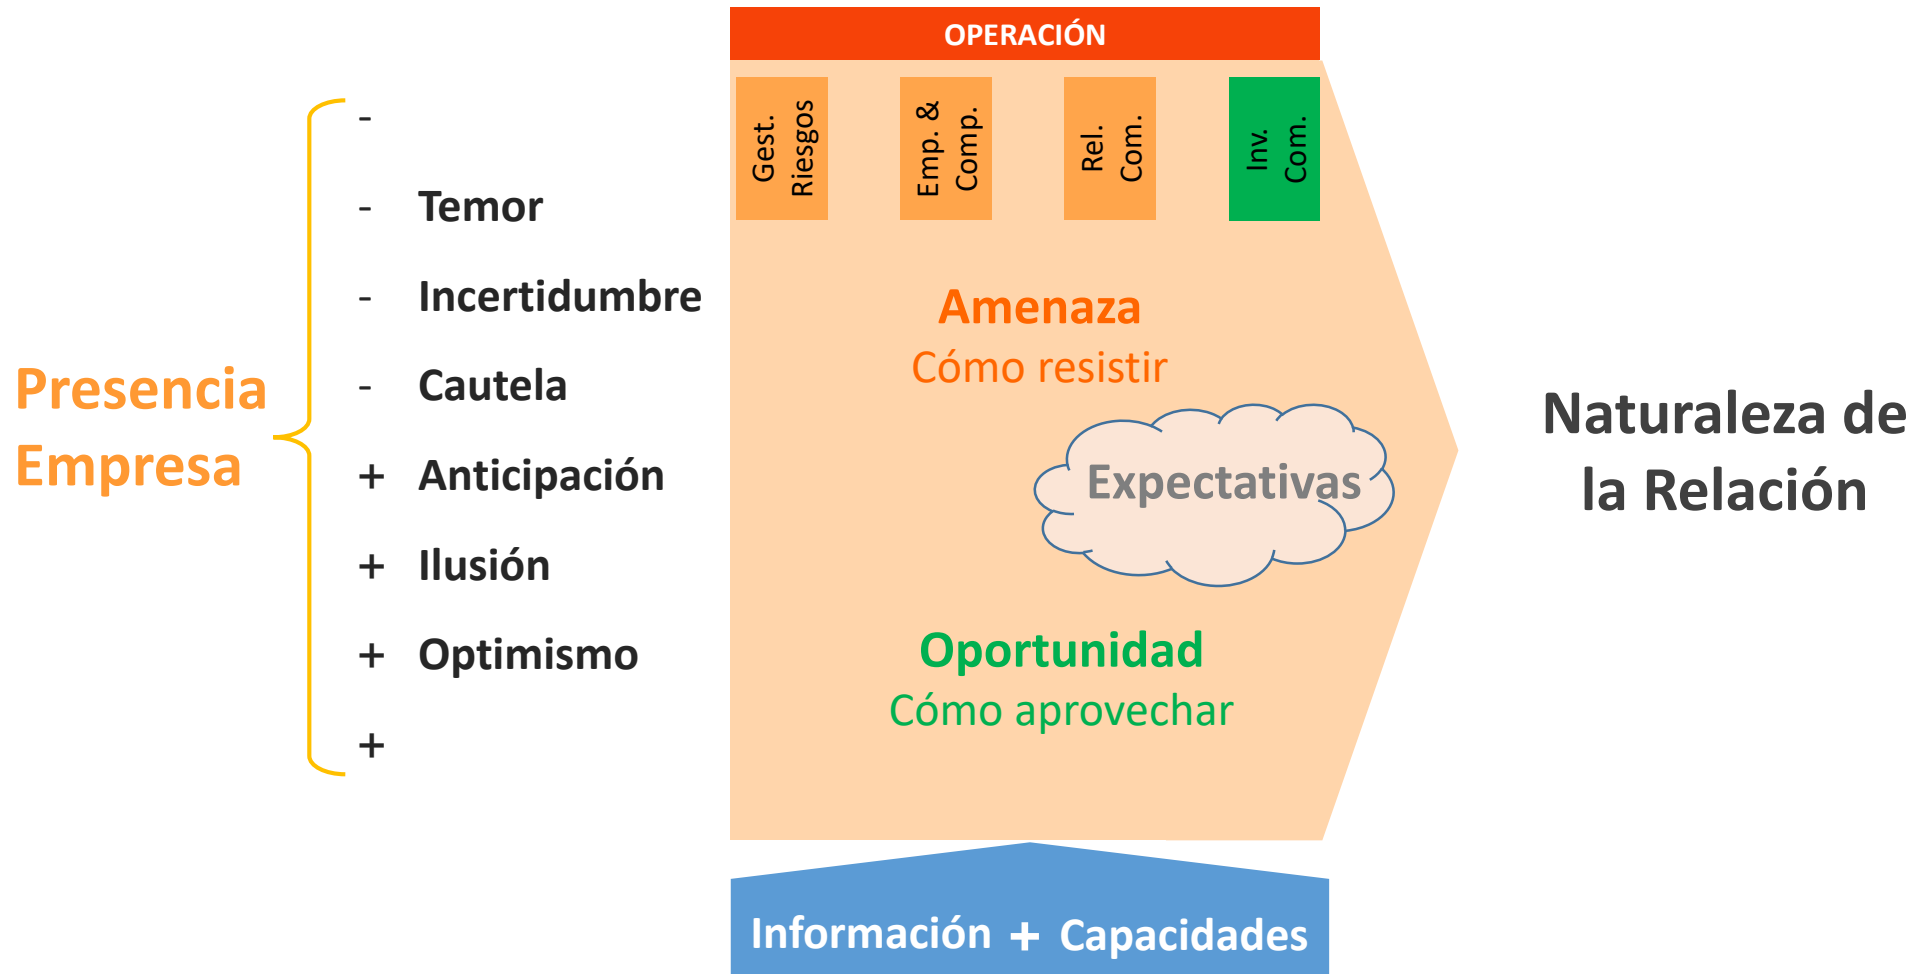 OPERACIÓN
Gest.
Riesgos
Emp. &
Comp.
Rel.
Com.
Inv.
Com.
Presencia
Empresa
-
- Temor
- Incertidumbre
- Cautela
+ Anticipación
+ Ilusión
+ Optimismo
+
Amenaza
Cómo resistir
Expectativas
Oportunidad
Cómo aprovechar
Naturaleza de
la Relación
Información + Capacidades